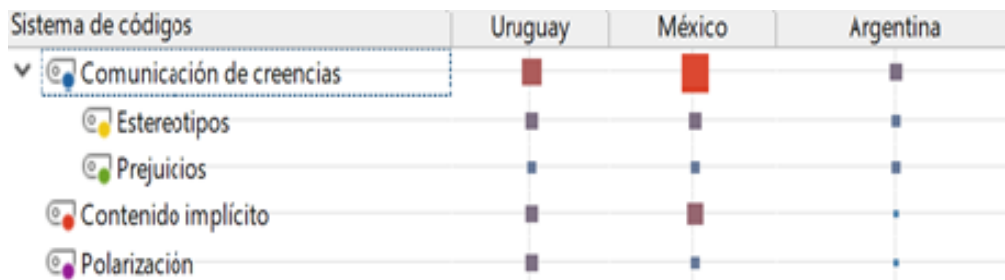 Sistema de códigos Uruguay México Argentina
Comunicación de creencias
Estereotipos
Prejuicios
Contenido implícito
Polarización